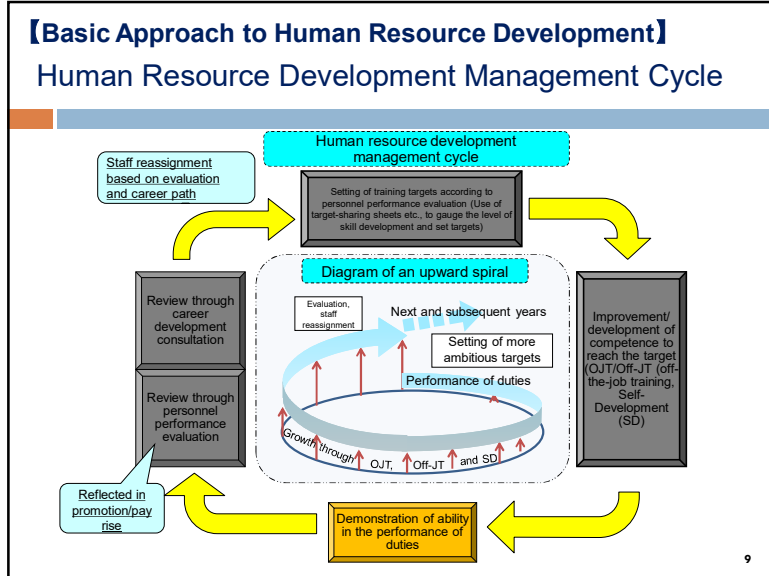 【Basic Approach to Human Resource Development】
Human Resource Development Management Cycle
Human resource development
management cycle
Staff reassignment
based on evaluation
and career path
Setting of training targets according to
personnel performance evaluation (Use of
target-sharing sheets etc., to gauge the level of
skill development and set targets)
Diagram of an upward spiral
Evaluation,
staff
reassignment
Next and subsequent years
Setting of more
ambitious targets
Performance of duties
Growth through
OJT,
Off-JT
and SD
Improvement/
development of
competence to
reach the target
(OJT/Off-JT (off-
the-job training,
Self-
Development
(SD)
Review through
career
development
consultation
Review through
personnel
performance
evaluation
Reflected in
promotion/pay
rise
Demonstration of ability
in the performance of
duties
9